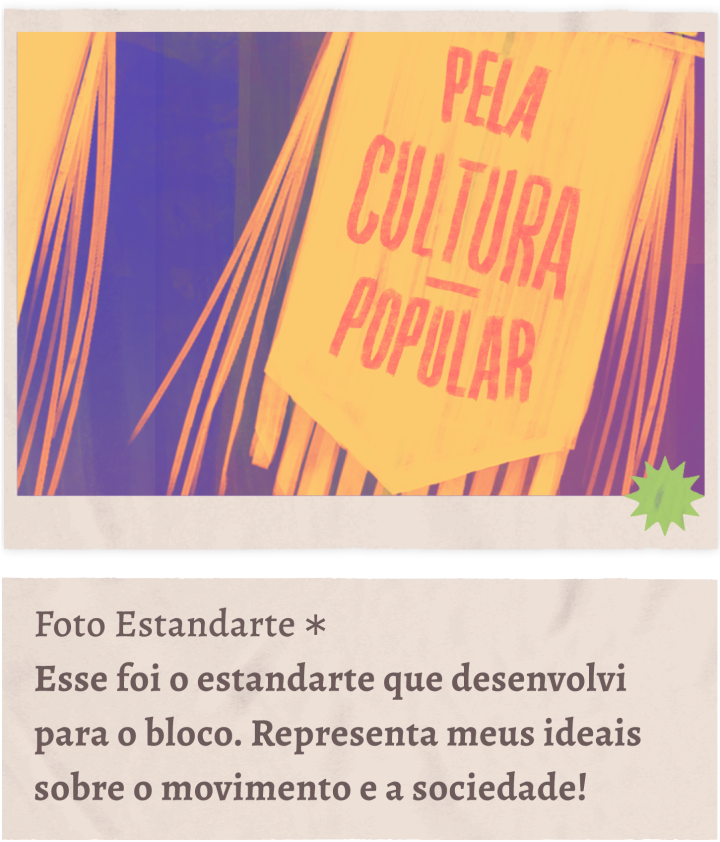 PELA
CULTURA
POPULAR
Foto Estandarte *
Esse foi o estandarte que desenvolvi
para o bloco. Representa meus ideais
sobre o movimento e a sociedade!